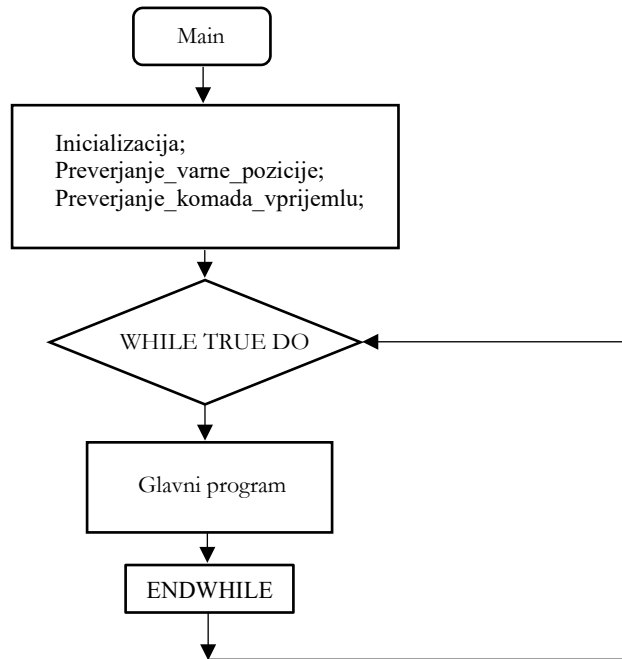 Main
Inicializacija;
Preverjanje_varne_pozicije;
Preverjanje_komada_vprijemlu;
WHILE TRUE DO
Glavni program
ENDWHILE